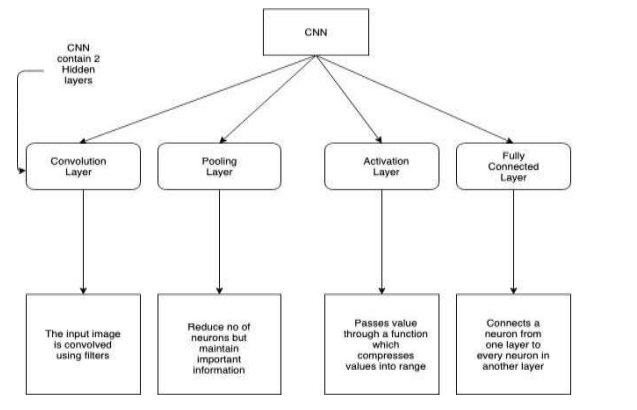 CNN
CNN
contain 2
Hidden
layers
Convolution
Layer
Pooling
Layer
Activation
Layer
Fully
Connected
Layer
The input image
is convolved
using filters
Reduce no of
neurons but
maintain
important
information
Passes value
through a function
which
compresses
values into range
Connects a
neuron from
one layer to
every neuron in
another layer